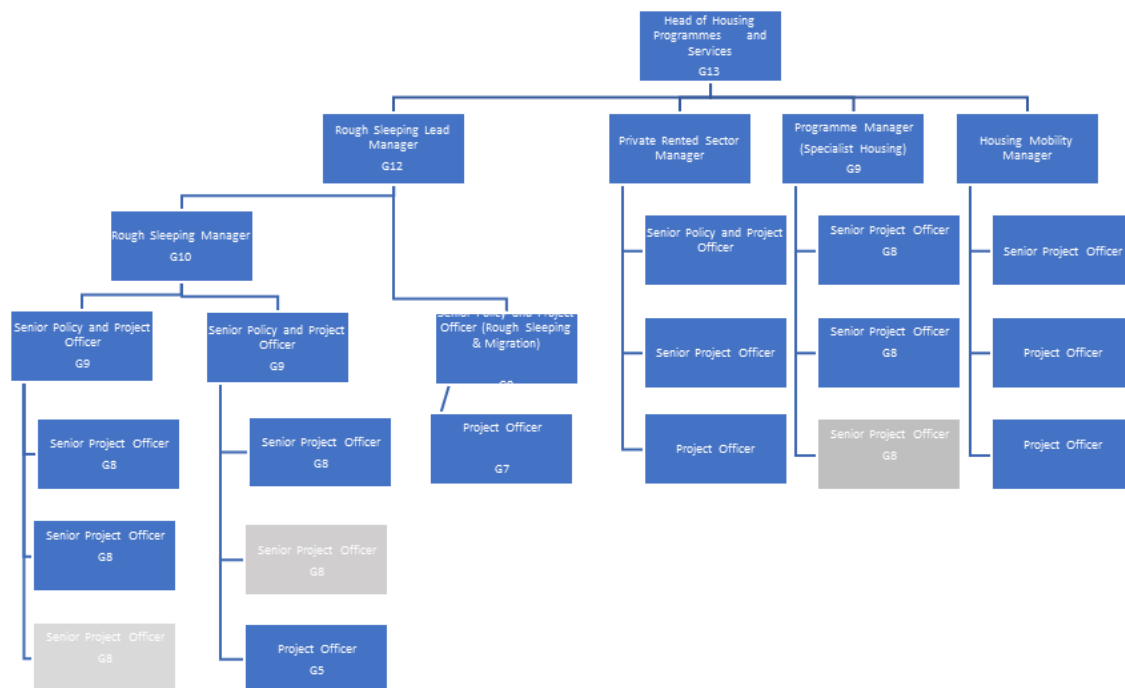 Head of Housing
Programmes and
Services
G13
Rough Sleeping Lead
Manager
G12
Private Rented Sector
Manager
Programme Manager
(Specialist Housing)
G9
Housing Mobility
Manager
Rough Sleeping Manager
G10
Senior Policy and Project
Officer
Senior Project Officer
G8
Senior Project Officer
Senior Policy and Project
Officer
G9
Senior Policy and Project
Officer
G9
Senior Policy and Project
Officer (Rough Sleeping
& Migration)
Senior Project Officer
Senior Project Officer
G8
Project Officer
Senior Project Officer
G8
Senior Project Officer
G8
Project Officer
G7
Project Officer
Senior Project Officer
G8
Project Officer
Senior Project Officer
G8
Senior Project Officer
G8
Senior Project Officer
G8
Project Officer
G5